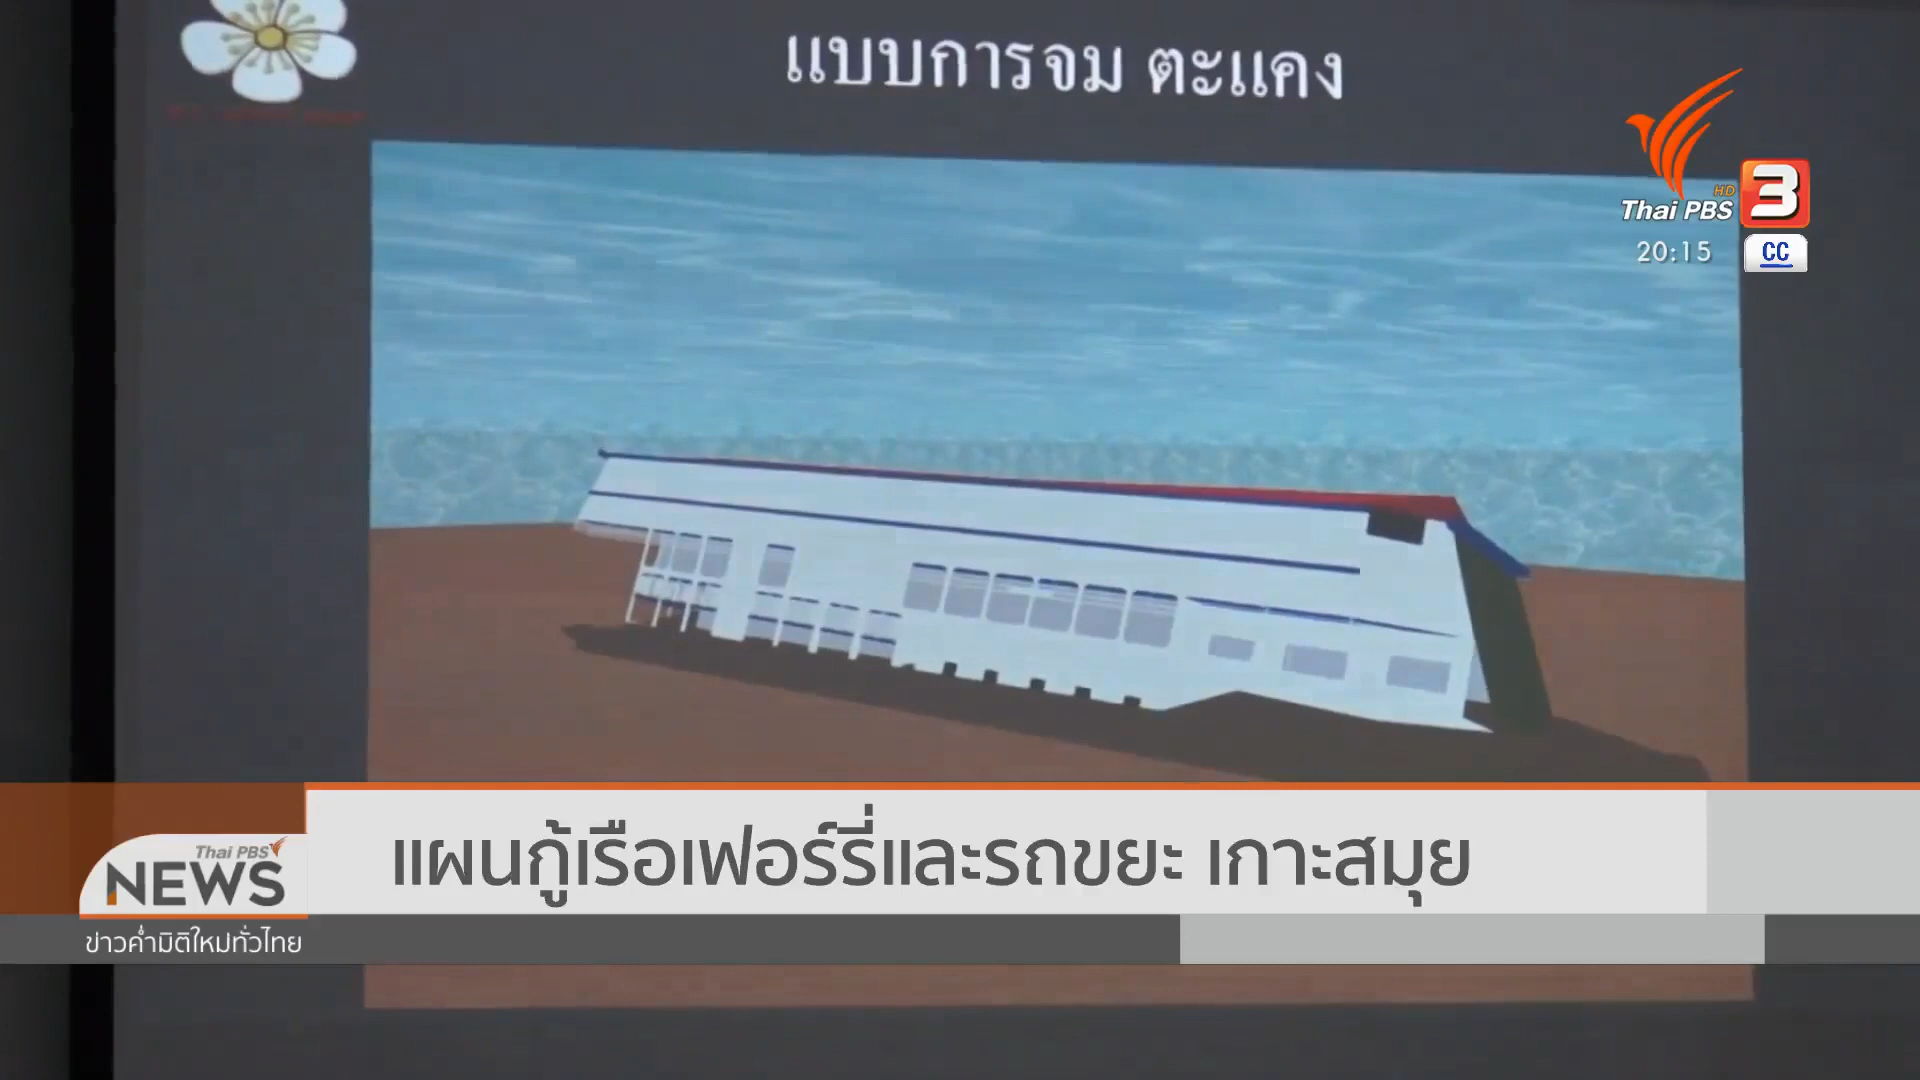 แบบการจม ตะแคง
HD
Thai PBS
3
20:15
CC
แผนกู้เรือเฟอร์รี่และรถขยะ เกาะสมุย
Thai PBS
NEWS
ข่าวค่ำมิติใหม่ทั่วไทย